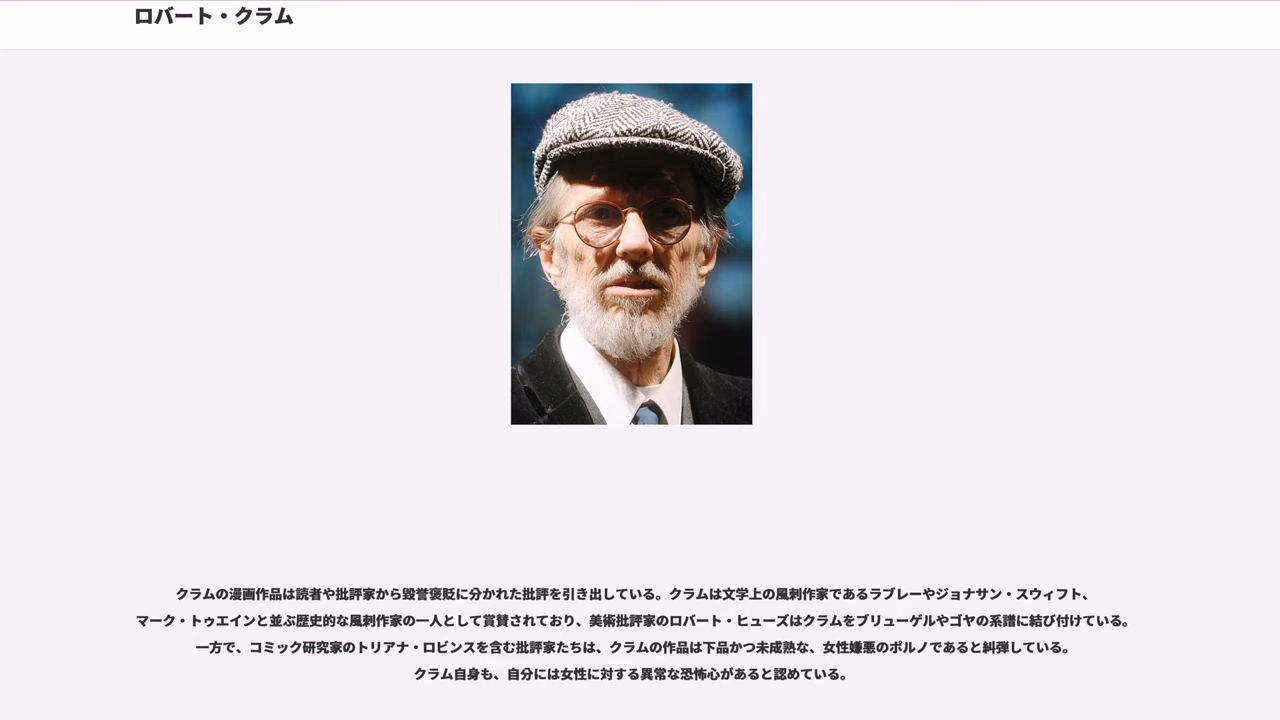 ロバート・クラム
クラムの漫画作品は読者や批評家から毀誉褒貶に分かれた批評を引き出している。クラムは文学上の風刺作家であるラブレーやジョナサン・スウィフト、
マーク・トゥエインと並ぶ歴史的な風刺作家の一人として賞賛されており、美術批評家のロバート・ヒューズはクラムをブリューゲルやゴヤの系譜に結び付けている。
一方で、コミック研究家のトリアナ・ロビンスを含む批評家たちは、クラムの作品は下品かつ未成熟な、女性嫌悪のポルノであると糾弾している。
クラム自身も、自分には女性に対する異常な恐怖心があると認めている。